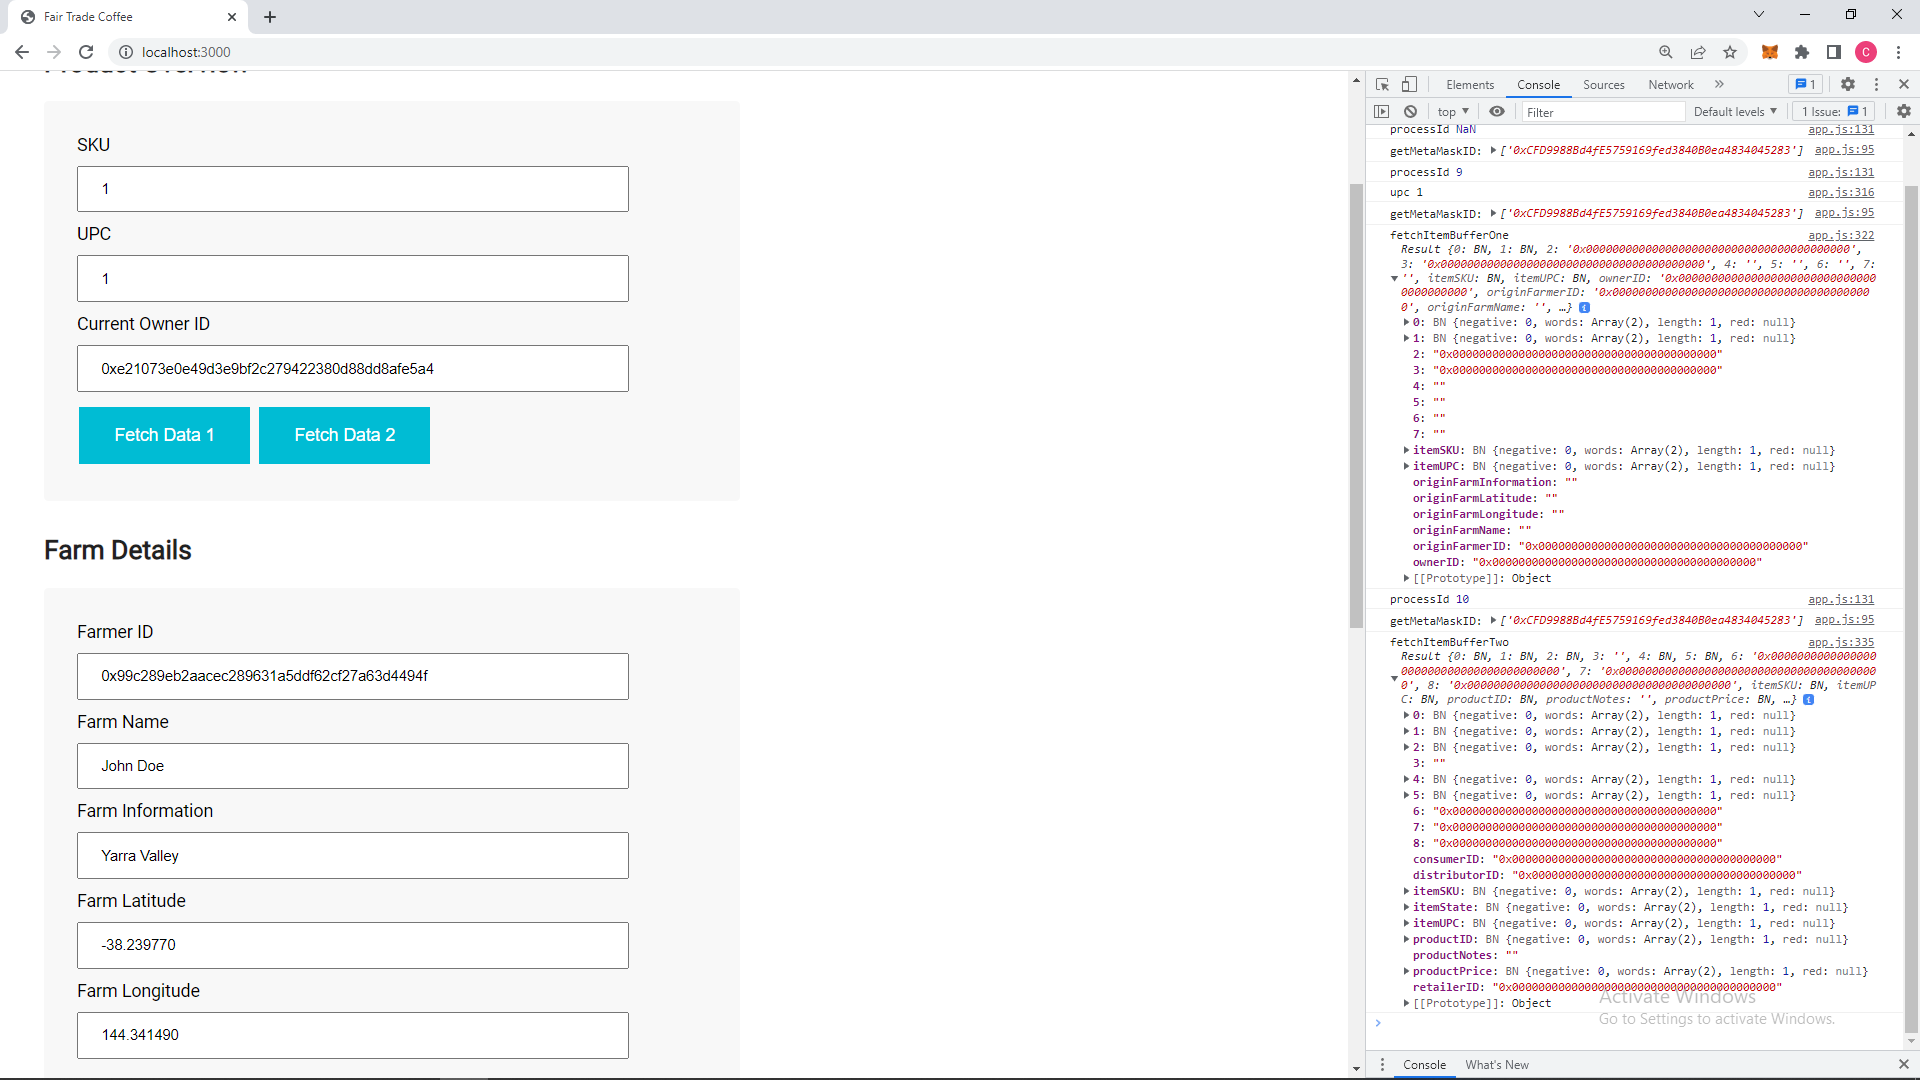 Fair Trade Coffee
localhost:3000
Product Overview
SKU
1
UPC
1
Current Owner ID
0xe21073e0e49d3e9bf2c279422380d88dd8afe5a4
Fetch Data 1 Fetch Data 2
Farm Details
Farmer ID
0x99c289eb2aacec289631a5ddf62cf27a63d4494f
Farm Name
John Doe
Farm Information
Yarra Valley
Farm Latitude
-38.239770
Farm Longitude
144.341490
C
Elements Console Sources Network » 1
top ▼ Filter Default levels ▼ 1 Issue: 1
processId NaN app.js:131
getMetaMaskID: ▶['0xCFD9988Bd4fE5759169fed3840B0ea4834045283'] app.js:95
processId 9 app.js:131
upc 1 app.js:316
getMetaMaskID: ▶['0xCFD9988Bd4fE5759169fed3840B0ea4834045283'] app.js:95
fetchItemBufferOne app.js:322
Result {0: BN, 1: BN, 2: '0x0000000000000000000000000000000000000000',
3: '0x0000000000000000000000000000000000000000', 4: '', 5: '', 6: '', 7:
'', itemSKU: BN, itemUPC: BN, ownerID: '0x000000000000000000000000000000
0000000000', originFarmerID: '0x000000000000000000000000000000000000000
0', originFarmName: '', …}
▶0: BN {negative: 0, words: Array(2), length: 1, red: null}
▶1: BN {negative: 0, words: Array(2), length: 1, red: null}
2: "0x0000000000000000000000000000000000000000"
3: "0x0000000000000000000000000000000000000000"
4: ""
5: ""
6: ""
7: ""
▶itemSKU: BN {negative: 0, words: Array(2), length: 1, red: null}
▶itemUPC: BN {negative: 0, words: Array(2), length: 1, red: null}
originFarmInformation: ""
originFarmLatitude: ""
originFarmLongitude: ""
originFarmName: ""
originFarmerID: "0x0000000000000000000000000000000000000000"
ownerID: "0x0000000000000000000000000000000000000000"
▶[[Prototype]]: Object
processId 10 app.js:131
getMetaMaskID: ▶['0xCFD9988Bd4fE5759169fed3840B0ea4834045283'] app.js:95
fetchItemBufferTwo app.js:335
Result {0: BN, 1: BN, 2: BN, 3: '', 4: BN, 5: BN, 6: '0x0000000000000000
000000000000000000000000', 7: '0x000000000000000000000000000000000000000
0', 8: '0x0000000000000000000000000000000000000000', itemSKU: BN, itemUP
C: BN, productID: BN, productNotes: '', productPrice: BN, …}
▶0: BN {negative: 0, words: Array(2), length: 1, red: null}
▶1: BN {negative: 0, words: Array(2), length: 1, red: null}
▶2: BN {negative: 0, words: Array(2), length: 1, red: null}
3: ""
▶4: BN {negative: 0, words: Array(2), length: 1, red: null}
▶5: BN {negative: 0, words: Array(2), length: 1, red: null}
6: "0x0000000000000000000000000000000000000000"
7: "0x0000000000000000000000000000000000000000"
8: "0x0000000000000000000000000000000000000000"
consumerID: "0x0000000000000000000000000000000000000000"
distributorID: "0x0000000000000000000000000000000000000000"
▶itemSKU: BN {negative: 0, words: Array(2), length: 1, red: null}
▶itemState: BN {negative: 0, words: Array(2), length: 1, red: null}
▶itemUPC: BN {negative: 0, words: Array(2), length: 1, red: null}
▶productID: BN {negative: 0, words: Array(2), length: 1, red: null}
productNotes: ""
▶productPrice: BN {negative: 0, words: Array(2), length: 1, red: null}
retailerID: "0x0000000000000000000000000000000000000000"
▶[[Prototype]]: Object
Activate Windows
Go to Settings to activate Windows.
Console What's New